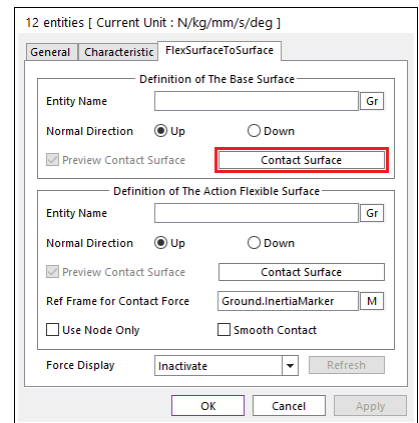 12 entities [ Current Unit : N/kg/mm/s/deg ]
General Characteristic FlexSurfaceToSurface
Definition of The Base Surface
Entity Name Gr
Normal Direction Up Down
Preview Contact Surface Contact Surface
Definition of The Action Flexible Surface
Entity Name Gr
Normal Direction Up Down
Preview Contact Surface Contact Surface
Ref Frame for Contact Force Ground.InertiaMarker M
Use Node Only Smooth Contact
Force Display Inactivate Refresh
OK Cancel Apply